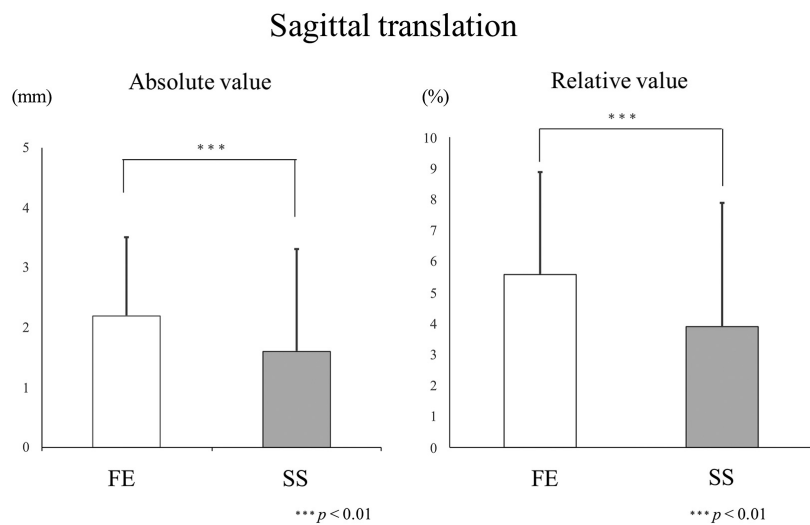 Sagittal translation
Absolute value
(mm)
5
4
3
2
1
0
***
FE
SS
*** p < 0.01
Relative value
(%)
10
9
8
7
6
5
4
3
2
1
0
***
FE
SS
*** p < 0.01